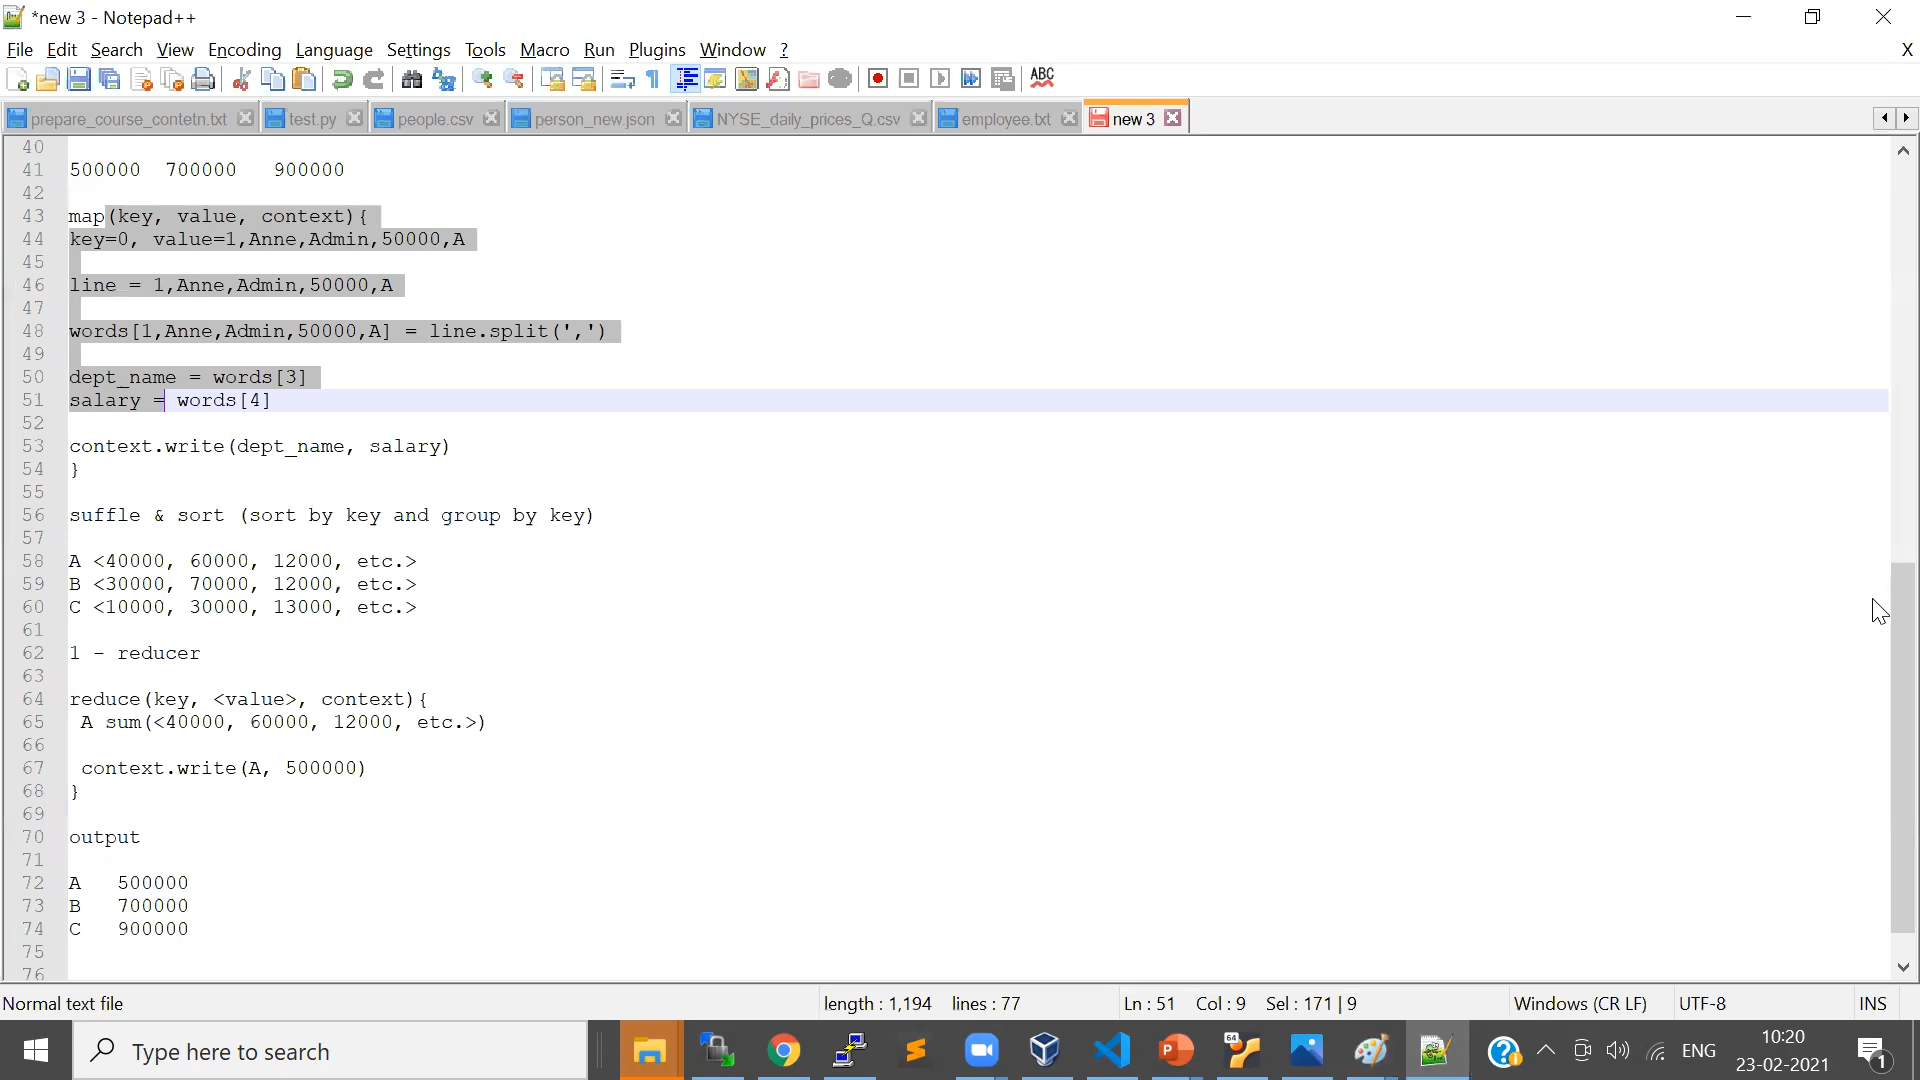 *new 3 - Notepad++
File Edit Search View Encoding Language Settings Tools Macro Run Plugins Window ?
X
ABC
prepare_course_contetn.txt test.py people.csv person_new.json NYSE_daily_prices_Q.csv employee.txt new 3
40
41 500000 700000 900000
42
43 map(key, value, context){
44 key=0, value=1,Anne,Admin,50000,A
45
46 line = 1,Anne,Admin,50000,A
47
48 words[1,Anne,Admin,50000,A] = line.split(',')
49
50 dept_name = words[3]
51 salary = words[4]
52
53 context.write(dept_name, salary)
54 }
55
56 suffle & sort (sort by key and group by key)
57
58 A <40000, 60000, 12000, etc.>
59 B <30000, 70000, 12000, etc.>
60 C <10000, 30000, 13000, etc.>
61
62 1 - reducer
63
64 reduce(key, <value>, context){
65 A sum(<40000, 60000, 12000, etc.>)
66
67 context.write(A, 500000)
68 }
69
70 output
71
72 A 500000
73 B 700000
74 C 900000
75
76
Normal text file length : 1,194 lines : 77 Ln : 51 Col : 9 Sel : 171 | 9 Windows (CR LF) UTF-8 INS
Type here to search
64
ENG
10:20
23-02-2021
1